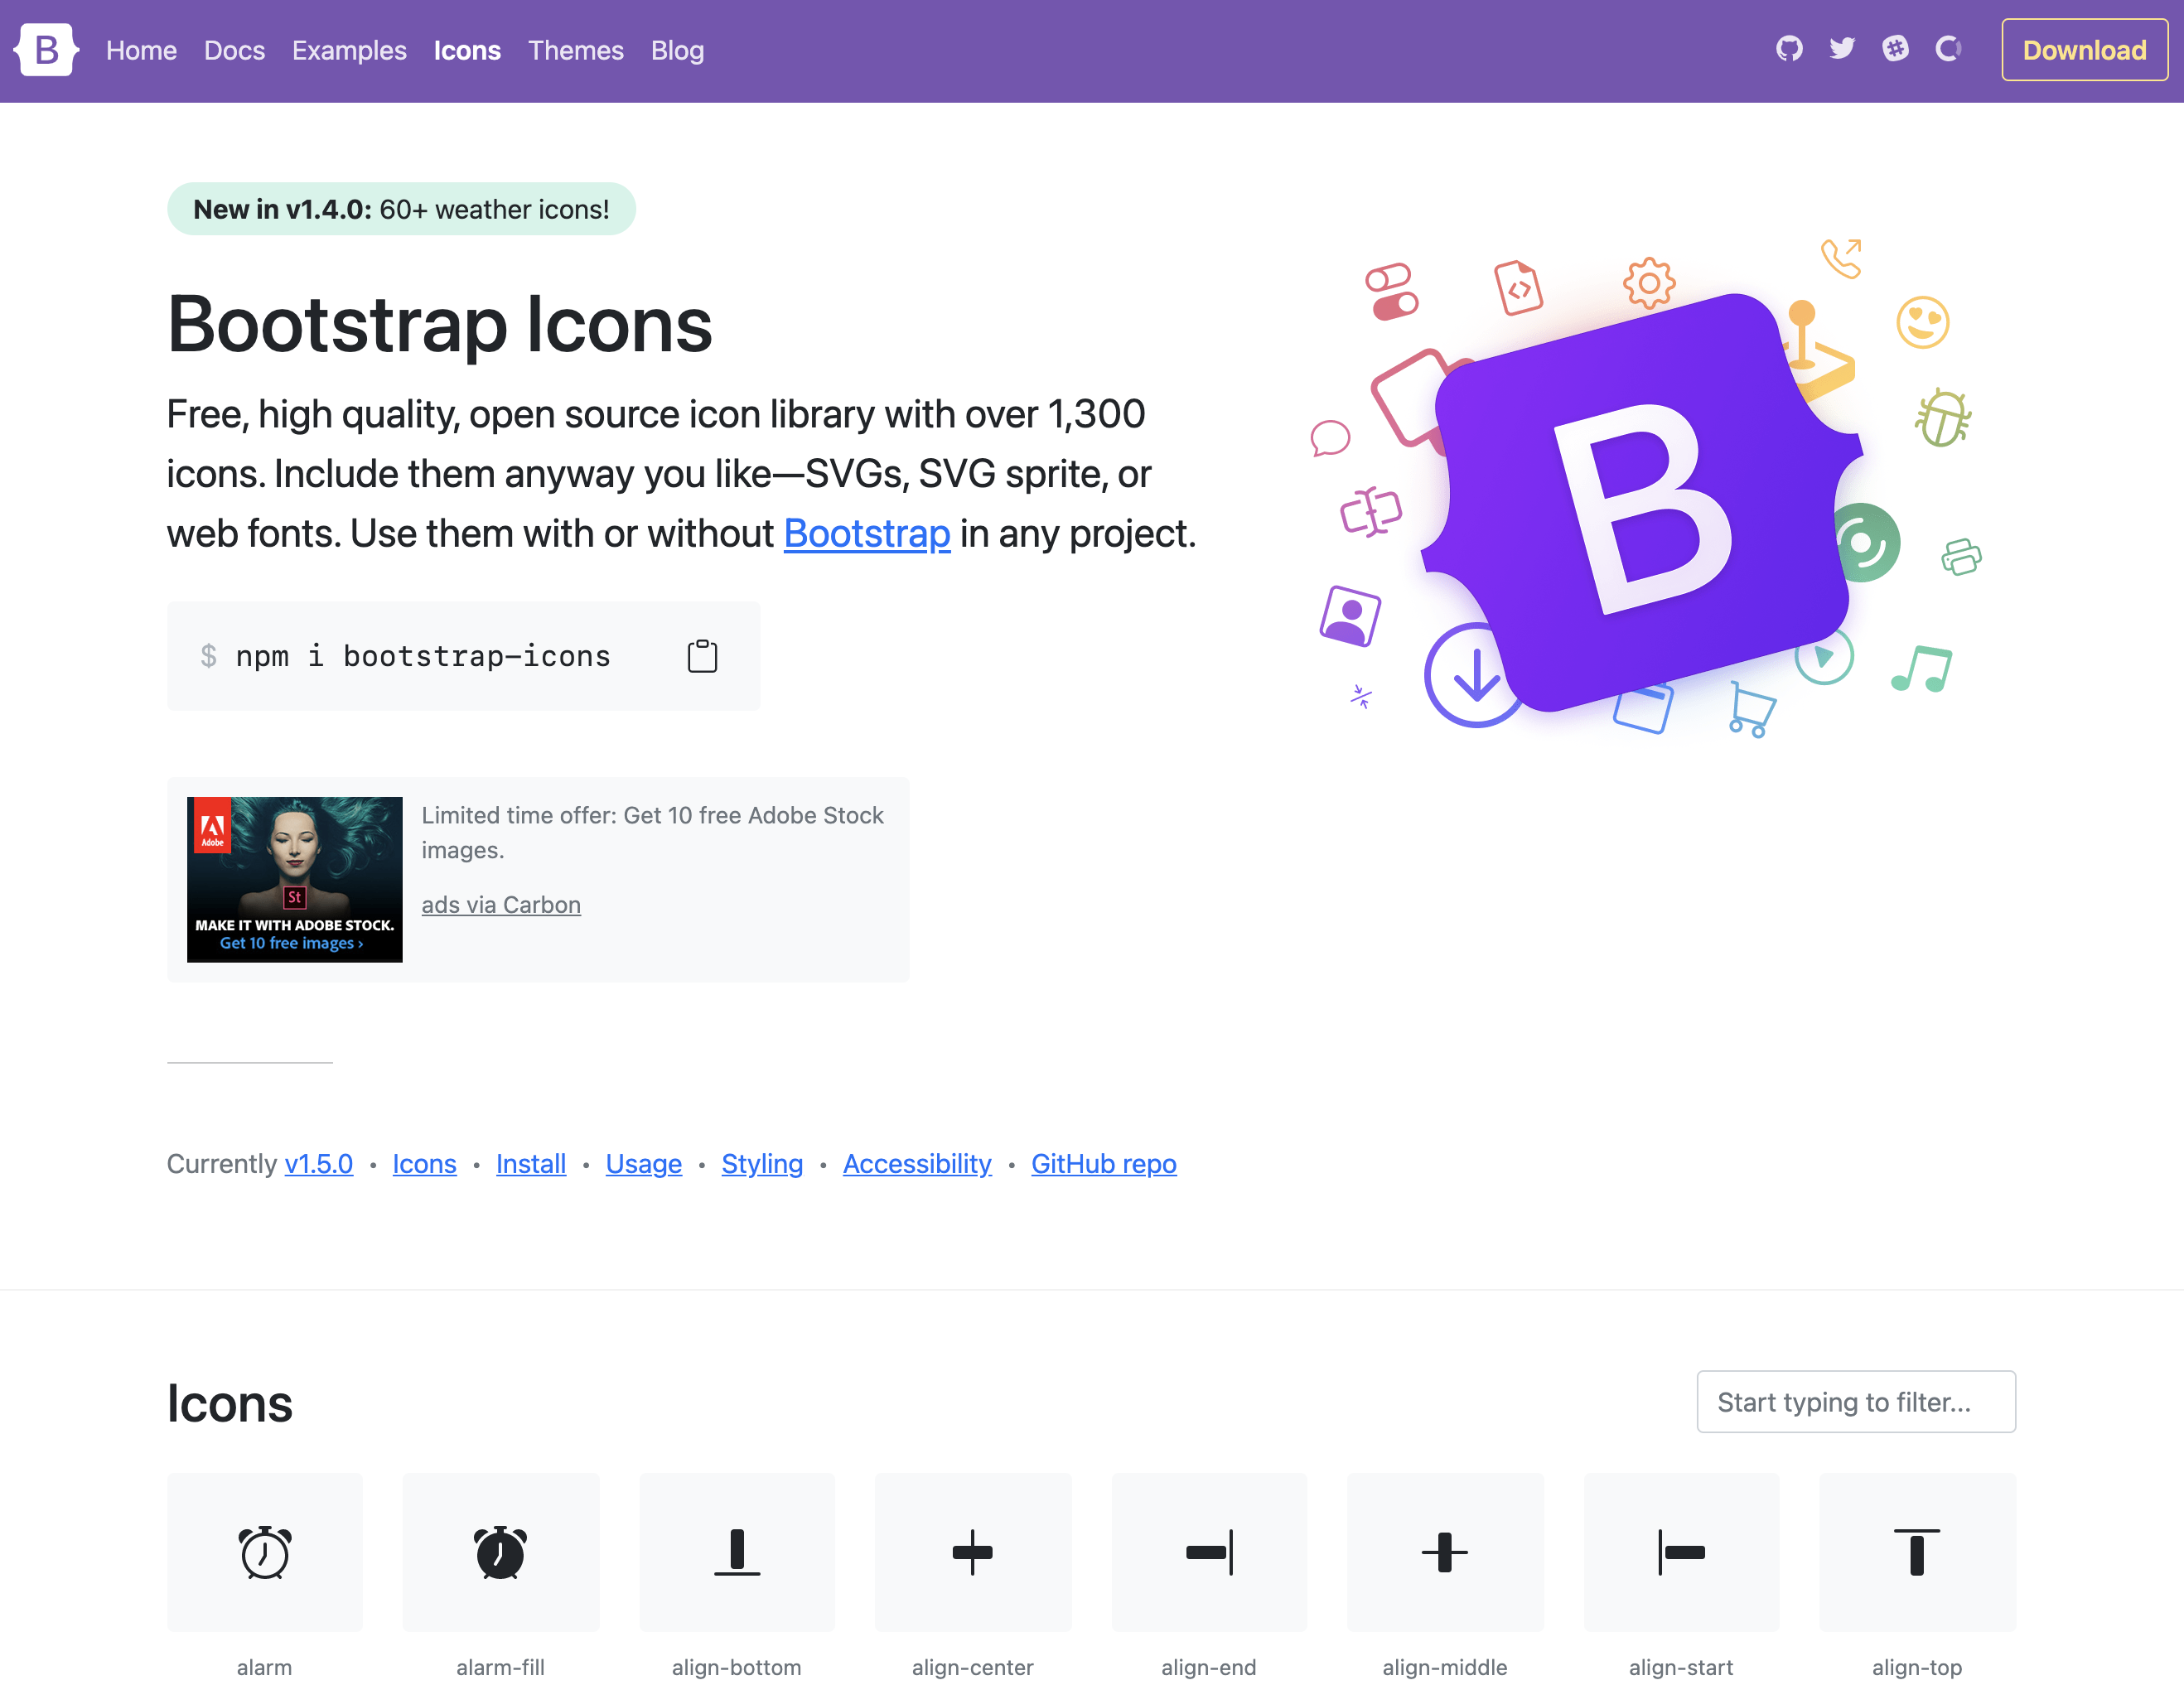 B Home Docs Examples Icons Themes Blog Download
New in v1.4.0: 60+ weather icons!
Bootstrap Icons
Free, high quality, open source icon library with over 1,300
icons. Include them anyway you like—SVGs, SVG sprite, or
web fonts. Use them with or without Bootstrap in any project.
B
$ npm i bootstrap-icons
Adobe
St
MAKE IT WITH ADOBE STOCK.
Get 10 free images ›
Limited time offer: Get 10 free Adobe Stock
images.
ads via Carbon
Currently v1.5.0 • Icons • Install • Usage • Styling • Accessibility • GitHub repo
Icons
Start typing to filter...
alarm alarm-fill align-bottom align-center align-end align-middle align-start align-top